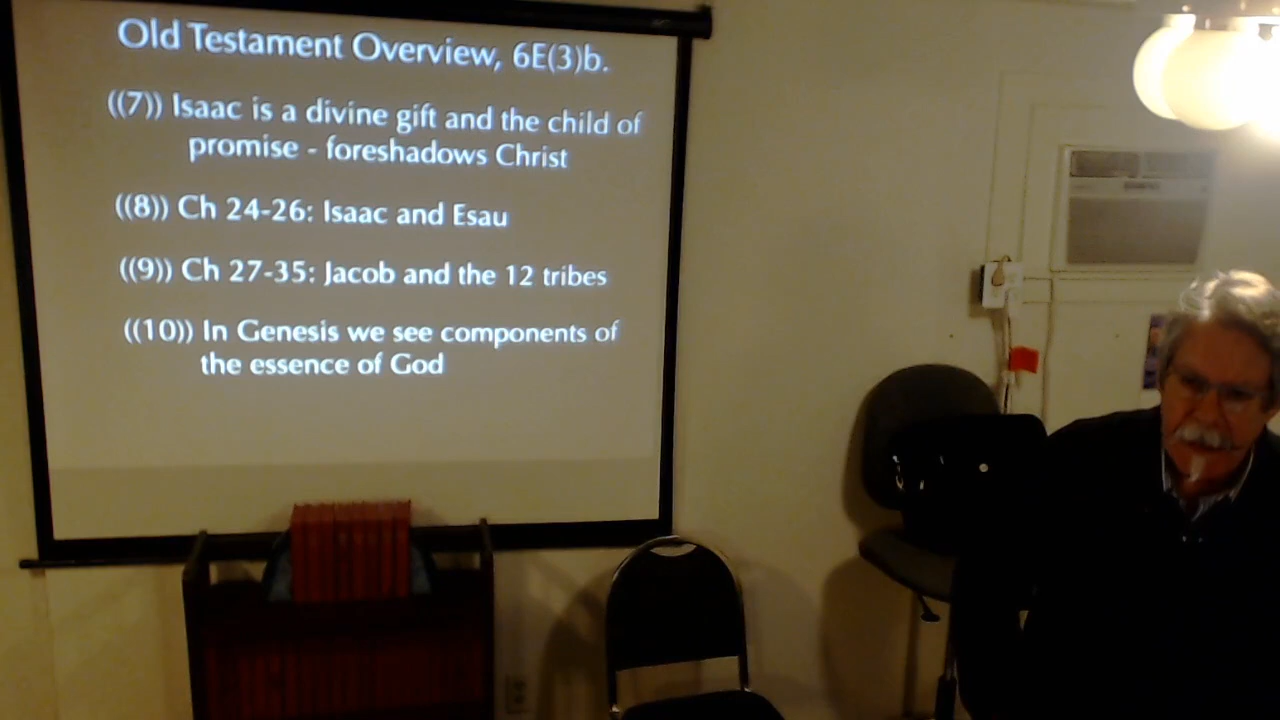 Old Testament Overview, 6E(3)b.
((7)) Isaac is a divine gift and the child of
promise - foreshadows Christ
((8)) Ch 24-26: Isaac and Esau
((9)) Ch 27-35: Jacob and the 12 tribes
((10)) In Genesis we see components of
the essence of God